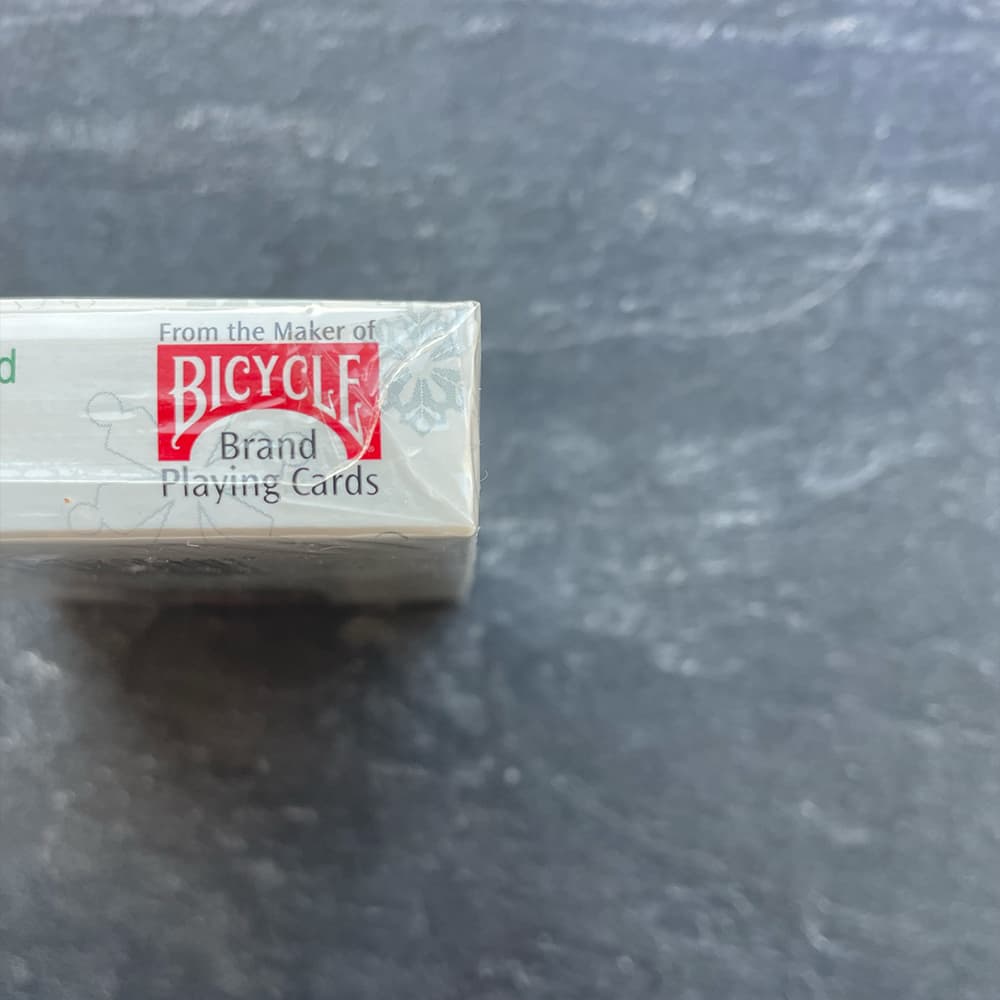 d
From the Maker of
BICYCLE
Brand
Playing Cards